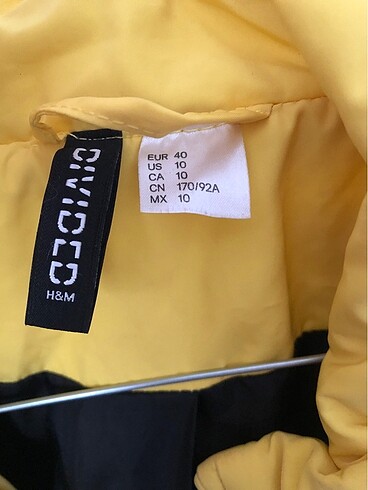 DIVIDED
H&M
EUR 40
US 10
CA 10
CN 170/92A
MX 10